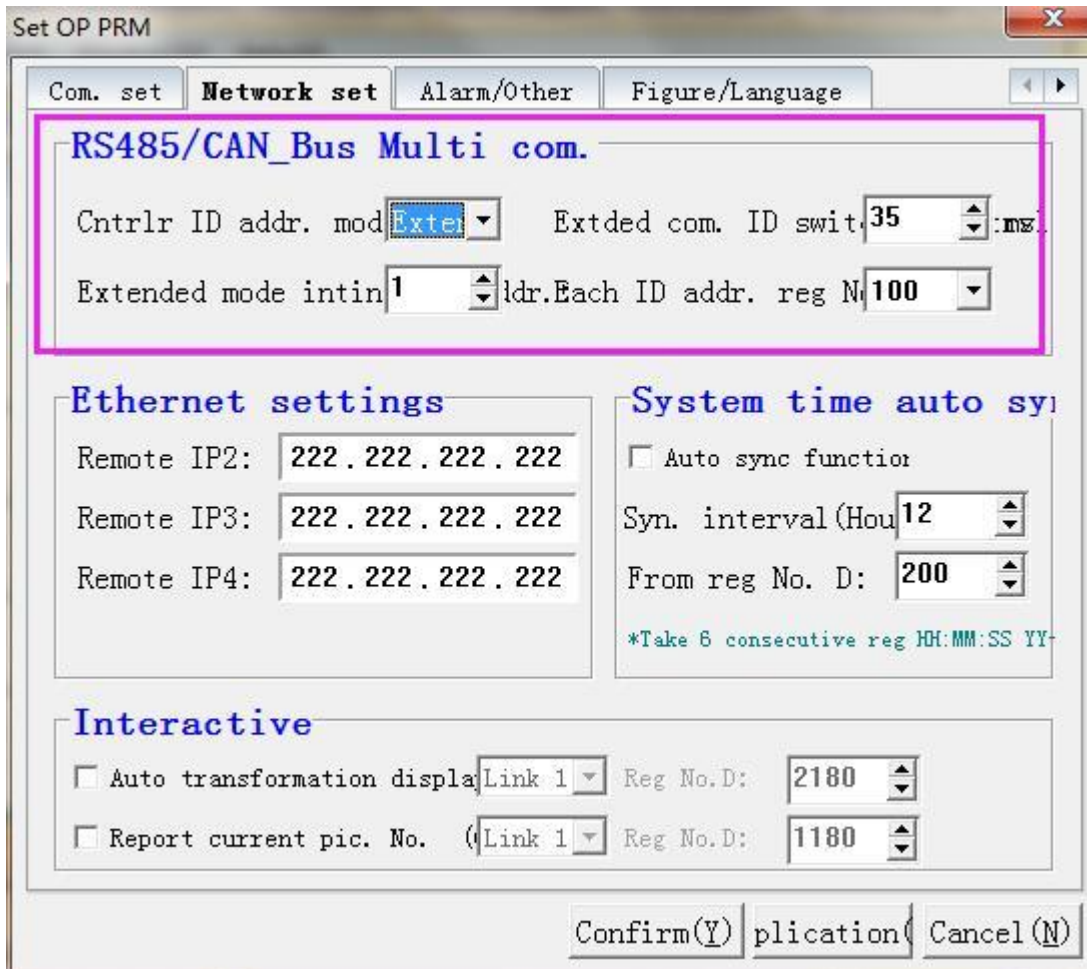 Set OP PRM
Com. set Network set Alarm/Other Figure/Language
RS485/CAN_Bus Multi com.
Cntrlr ID addr. mod Exter Extded com. ID swit 35
Extended mode intin 1 ddr. Each ID addr. reg N 100
Ethernet settings
Remote IP2: 222 . 222 . 222 . 222
Remote IP3: 222 . 222 . 222 . 222
Remote IP4: 222 . 222 . 222 . 222
System time auto syn
Auto sync function
Syn. interval(Hou 12
From reg No. D: 200
*Take 6 consecutive reg HH:MM:SS YY-
Interactive
Auto transformation displa Link 1 Reg No.D: 2180
Report current pic. No. ( Link 1 Reg No.D: 1180
Confirm(Y) plication( Cancel(N)